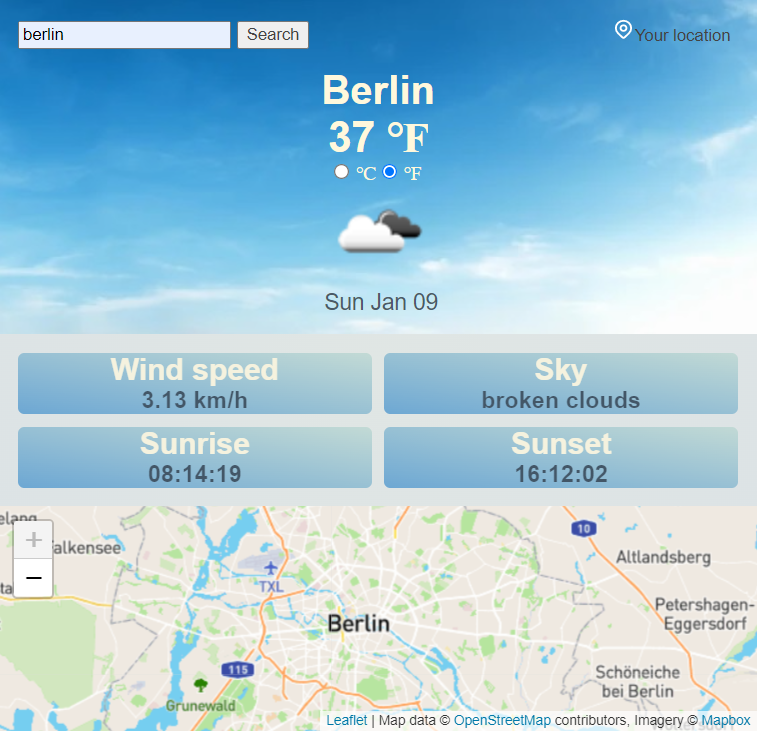 berlin
Search
Your location
Berlin
37 °F
°C °F
Sun Jan 09
Wind speed
3.13 km/h
Sky
broken clouds
Sunrise
08:14:19
Sunset
16:12:02
elang
+
alkensee
−
10
Altlandsberg
TXL
Petershagen-
Eggersdorf
Berlin
115
Schöneiche
bei Berlin
Grunewald
Leaflet | Map data © OpenStreetMap contributors, Imagery © Mapbox